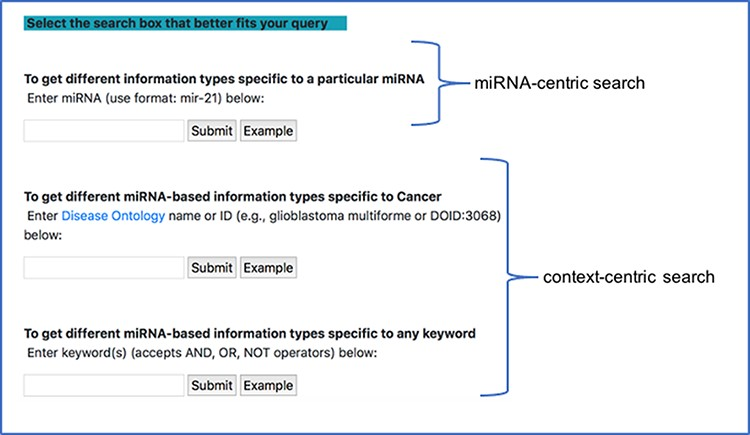 Select the search box that better fits your query
To get different information types specific to a particular miRNA
Enter miRNA (use format: mir-21) below:
miRNA-centric search
Submit Example
To get different miRNA-based information types specific to Cancer
Enter Disease Ontology name or ID (e.g., glioblastoma multiforme or DOID:3068)
below:
Submit Example
context-centric search
To get different miRNA-based information types specific to any keyword
Enter keyword(s) (accepts AND, OR, NOT operators) below:
Submit Example